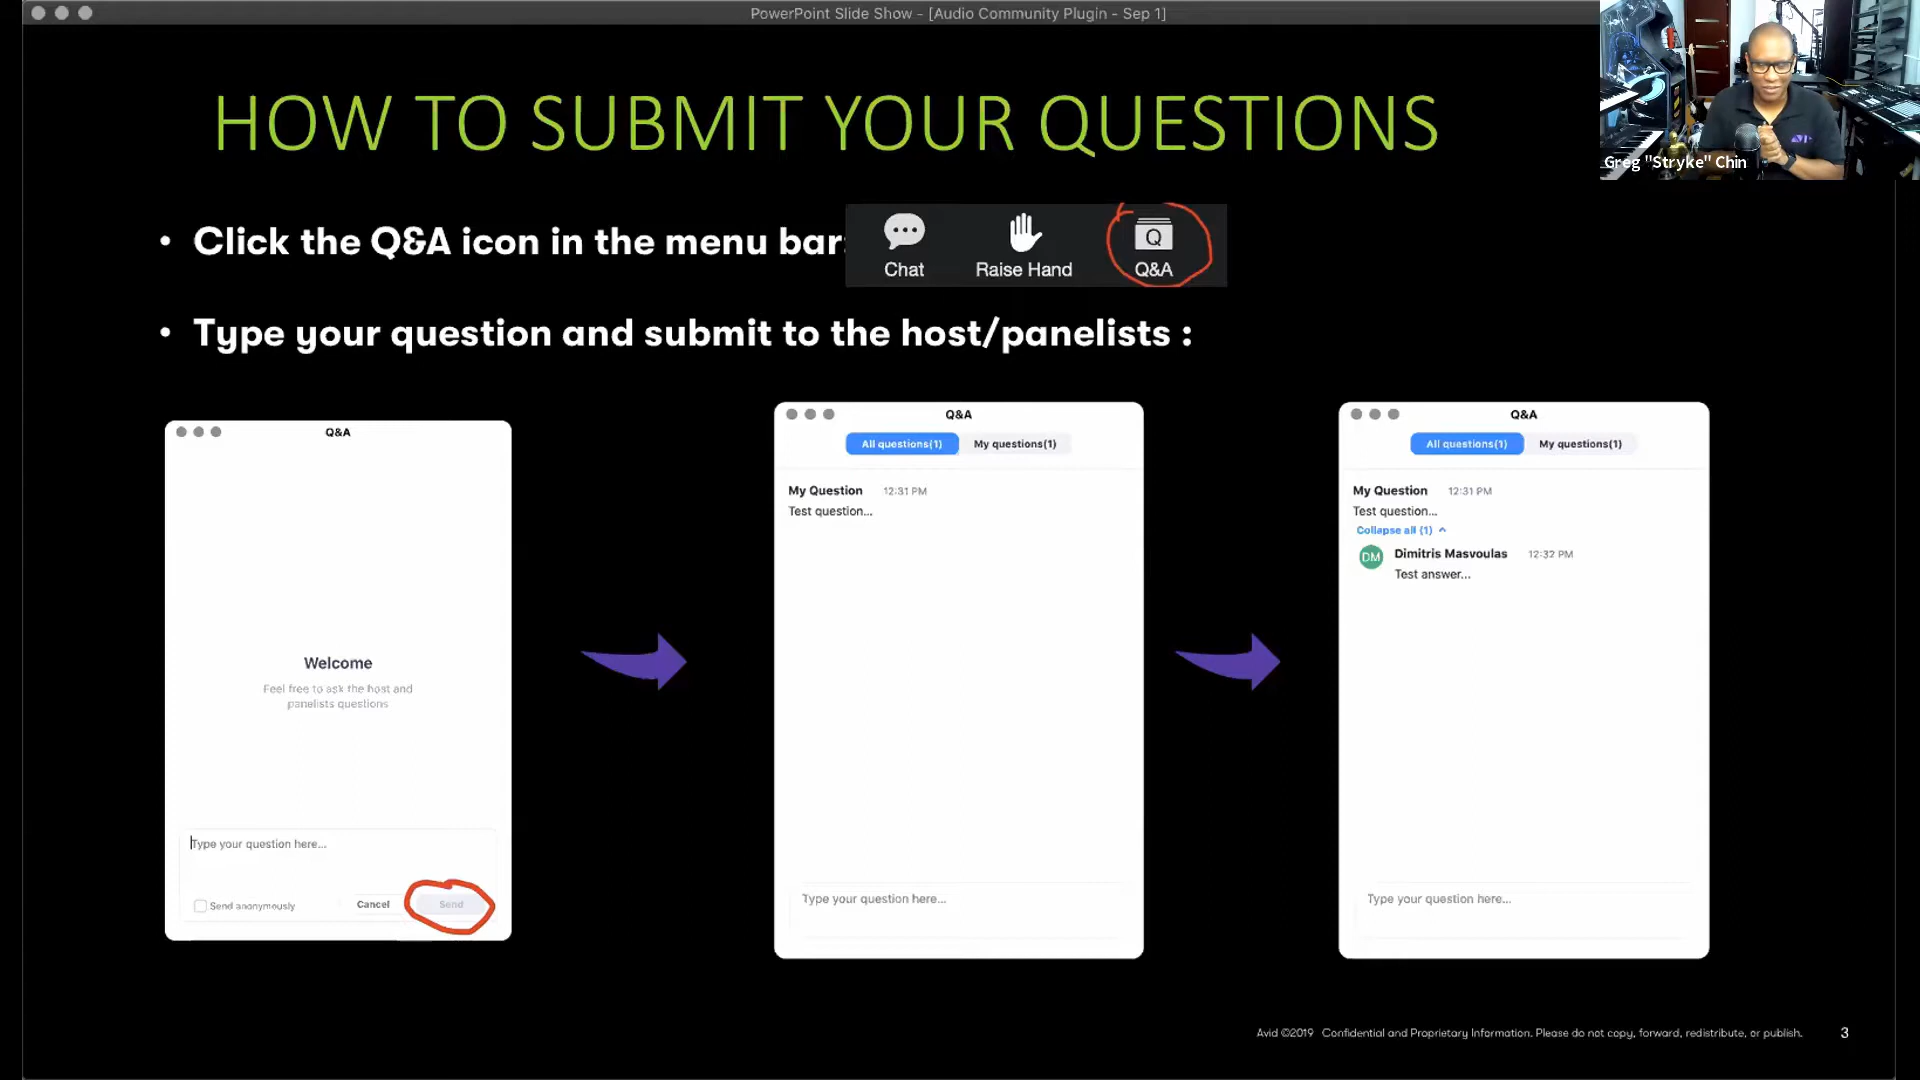 PowerPoint Slide Show - [Audio Community Plugin - Sep 1]
Greg "Stryke" Chin
HOW TO SUBMIT YOUR QUESTIONS
• Click the Q&A icon in the menu bar:
Chat
Raise Hand
Q
Q&A
• Type your question and submit to the host/panelists :
Q&A
Welcome
Feel free to ask the host and
panelists questions
Type your question here...
Send anonymously
Cancel
Send
Q&A
All questions(1)
My questions(1)
My Question 12:31 PM
Test question...
Type your question here...
Q&A
All questions(1)
My questions(1)
My Question 12:31 PM
Test question...
Collapse all (1)
DM
Dimitris Masvoulas 12:32 PM
Test answer...
Type your question here...
Avid ©2019 Confidential and Proprietary Information. Please do not copy, forward, redistribute, or publish.
3